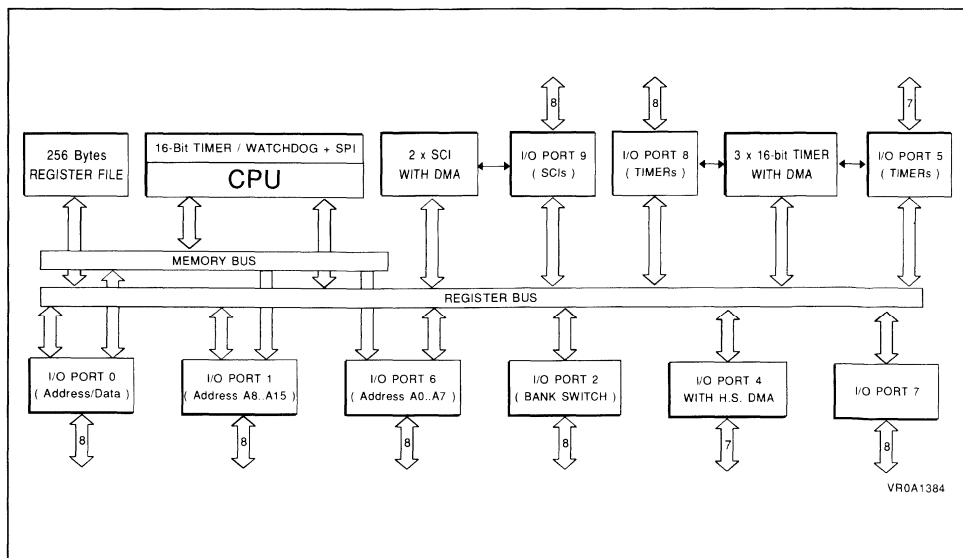 8
8
7
256 Bytes
REGISTER FILE
16-Bit TIMER / WATCHDOG + SPI
CPU
2 x SCI
WITH DMA
I/O PORT 9
( SCIs )
I/O PORT 8
( TIMERs )
3 x 16-bit TIMER
WITH DMA
I/O PORT 5
( TIMERs )
MEMORY BUS
REGISTER BUS
I/O PORT 0
( Address/Data )
I/O PORT 1
( Address A8..A15 )
I/O PORT 6
( Address A0..A7 )
I/O PORT 2
( BANK SWITCH )
I/O PORT 4
WITH H.S. DMA
I/O PORT 7
8
8
8
8
7
8
VR0A1384